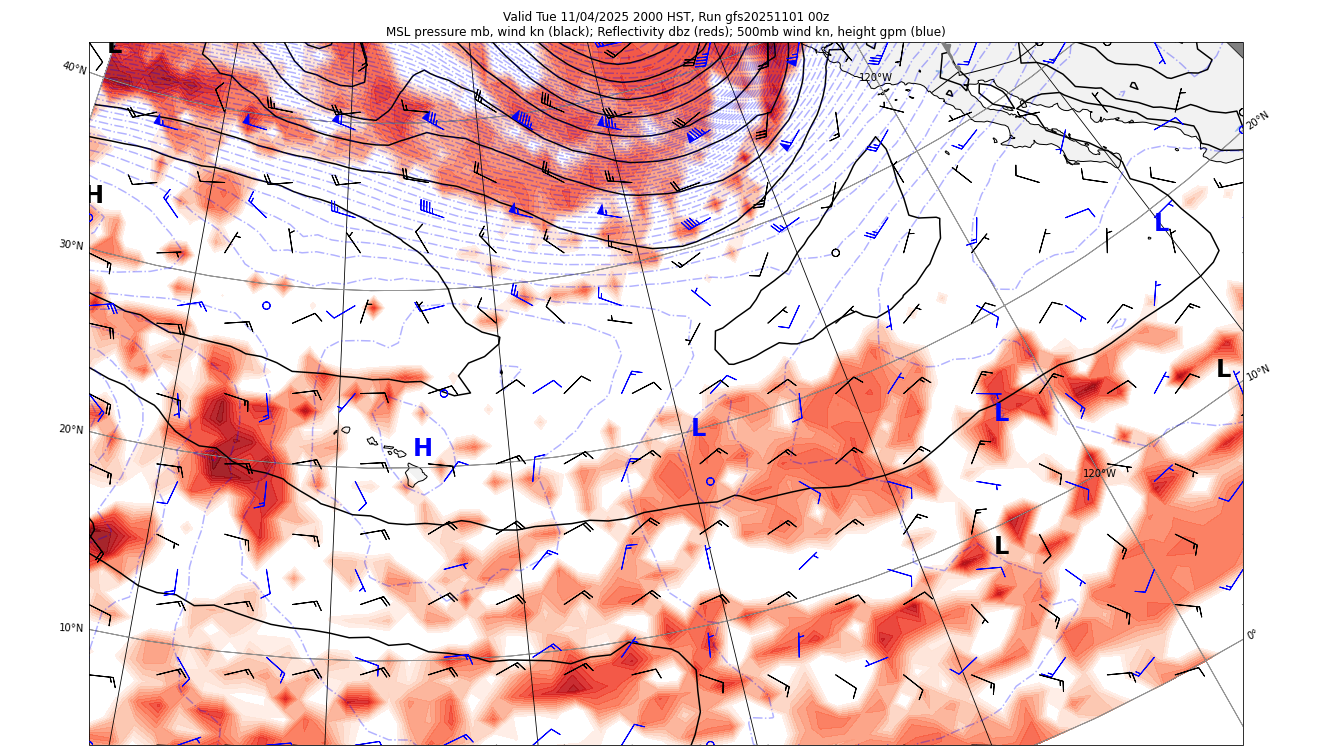 Valid Tue 11/04/2025 2000 HST, Run gfs20251101 00z
MSL pressure mb, wind kn (black); Reflectivity dbz (reds); 500mb wind kn, height gpm (blue)
L
40°N
120°W
20°N
H
L
30°N
L
10°N
L
L
20°N
H
120°W
L
10°N
0°